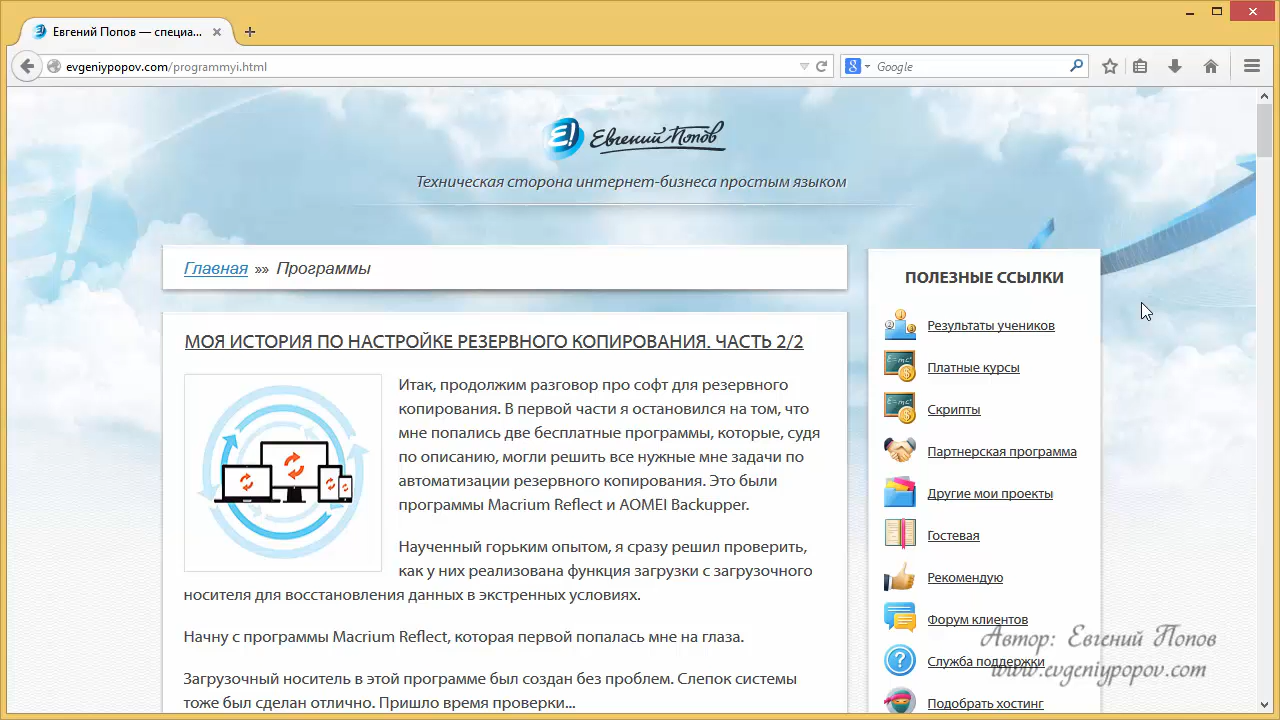 Евгений Попов — специа...
evgeniypopov.com/programmyi.html
Google
E! Евгений Попов
Техническая сторона интернет-бизнеса простым языком
Главная »» Программы
МОЯ ИСТОРИЯ ПО НАСТРОЙКЕ РЕЗЕРВНОГО КОПИРОВАНИЯ. ЧАСТЬ 2/2
Итак, продолжим разговор про софт для резервного
копирования. В первой части я остановился на том, что
мне попались две бесплатные программы, которые, судя
по описанию, могли решить все нужные мне задачи по
автоматизации резервного копирования. Это были
программы Macrium Reflect и AOMEI Backupper.
Наученный горьким опытом, я сразу решил проверить,
как у них реализована функция загрузки с загрузочного
носителя для восстановления данных в экстренных условиях.
Начну с программы Macrium Reflect, которая первой попалась мне на глаза.
Загрузочный носитель в этой программе был создан без проблем. Слепок системы
тоже был сделан отлично. Пришло время проверки...
ПОЛЕЗНЫЕ ССЫЛКИ
Результаты учеников
Платные курсы
Скрипты
Партнерская программа
Другие мои проекты
Гостевая
Рекомендую
Форум клиентов
Служба поддержки
Подобрать хостинг
Автор: Евгений Попов
www.evgeniypopov.com